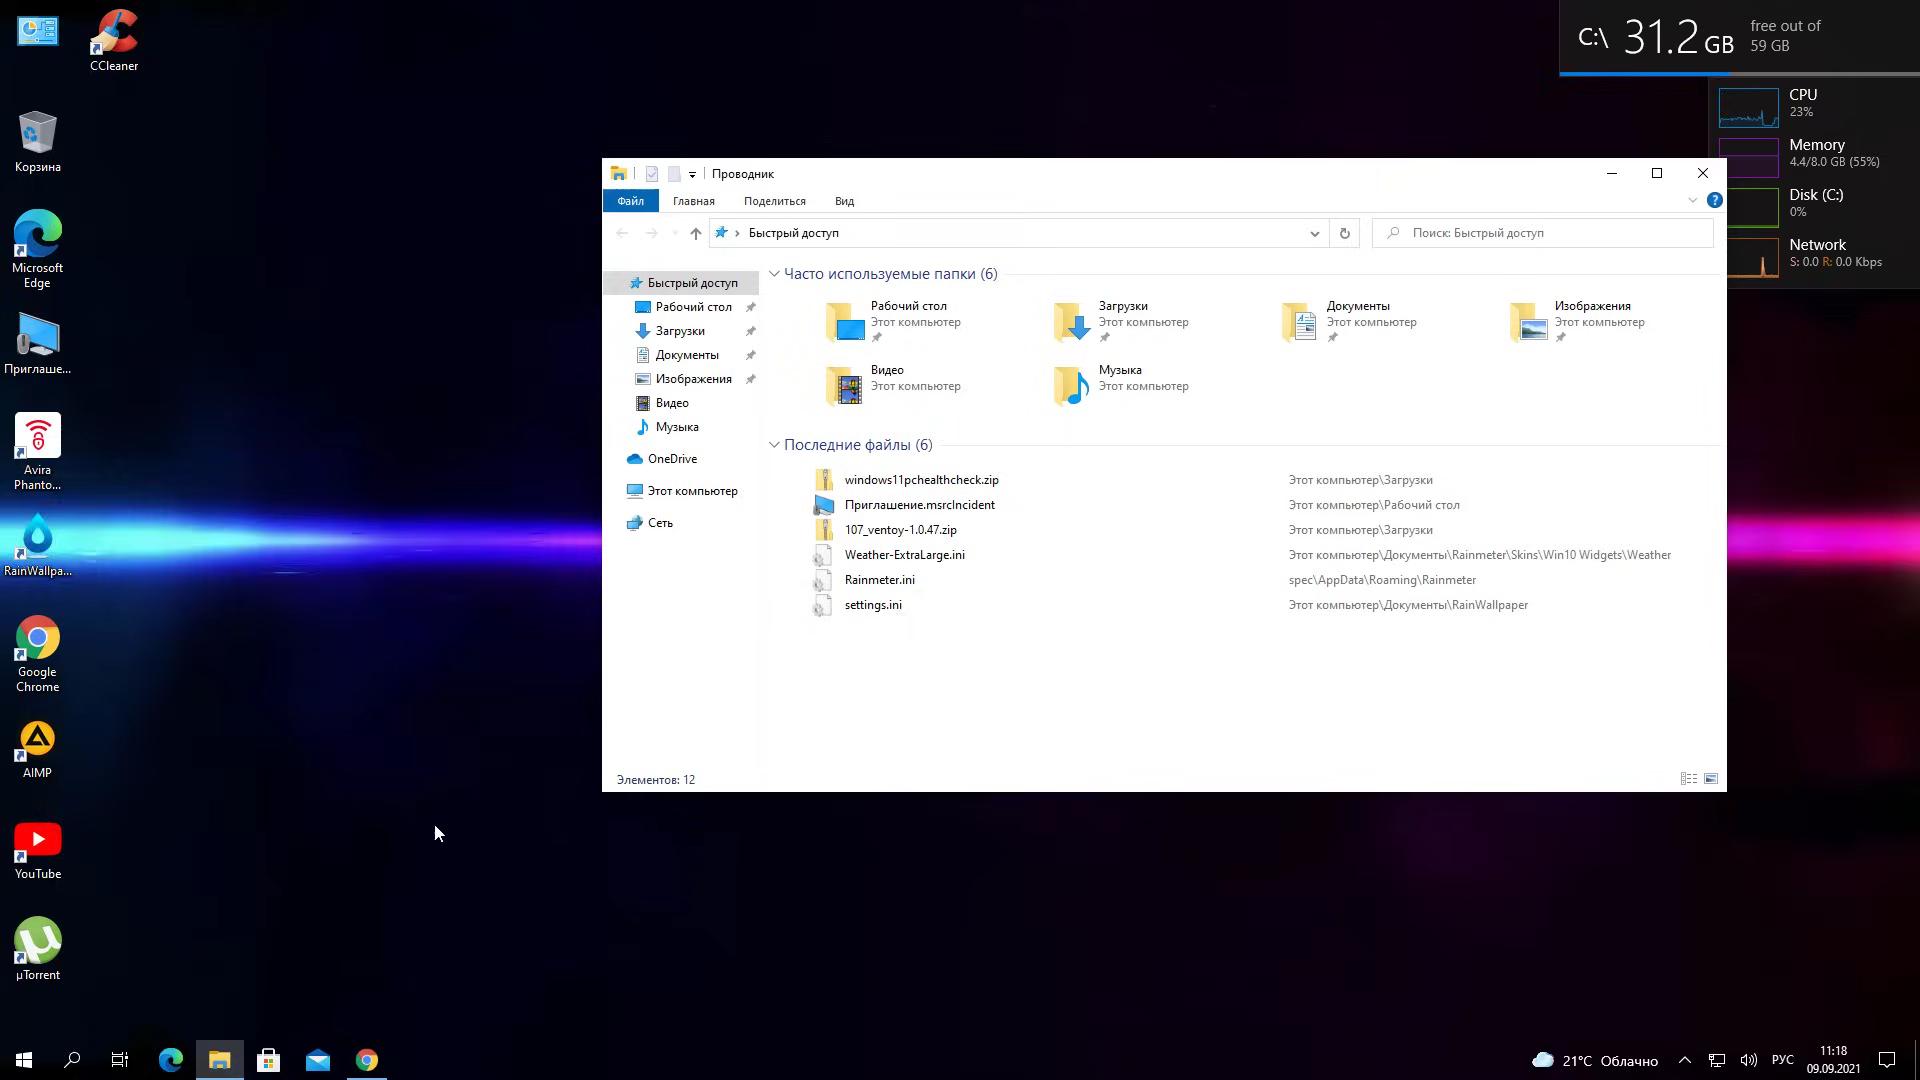 CCleaner
Корзина
Microsoft
Edge
Приглаше...
Avira
Phanto...
RainWallpa...
Google
Chrome
AIMP
YouTube
µTorrent
C:\ 31.2 GB free out of
59 GB
CPU
23%
Memory
4.4/8.0 GB (55%)
Disk (C:)
0%
Network
S: 0.0 R: 0.0 Kbps
Проводник
Файл Главная Поделиться Вид
Быстрый доступ
Поиск: Быстрый доступ
Быстрый доступ
Рабочий стол
Загрузки
Документы
Изображения
Видео
Музыка
OneDrive
Этот компьютер
Сеть
Часто используемые папки (6)
Рабочий стол
Этот компьютер
Загрузки
Этот компьютер
Документы
Этот компьютер
Изображения
Этот компьютер
Видео
Этот компьютер
Музыка
Этот компьютер
Последние файлы (6)
windows11pchealthcheck.zip Этот компьютер\Загрузки
Приглашение.msrcIncident Этот компьютер\Рабочий стол
107_ventoy-1.0.47.zip Этот компьютер\Загрузки
Weather-ExtraLarge.ini Этот компьютер\Документы\Rainmeter\Skins\Win10 Widgets\Weather
Rainmeter.ini spec\AppData\Roaming\Rainmeter
settings.ini Этот компьютер\Документы\RainWallpaper
Элементов: 12
21°C Облачно
РУС
11:18
09.09.2021